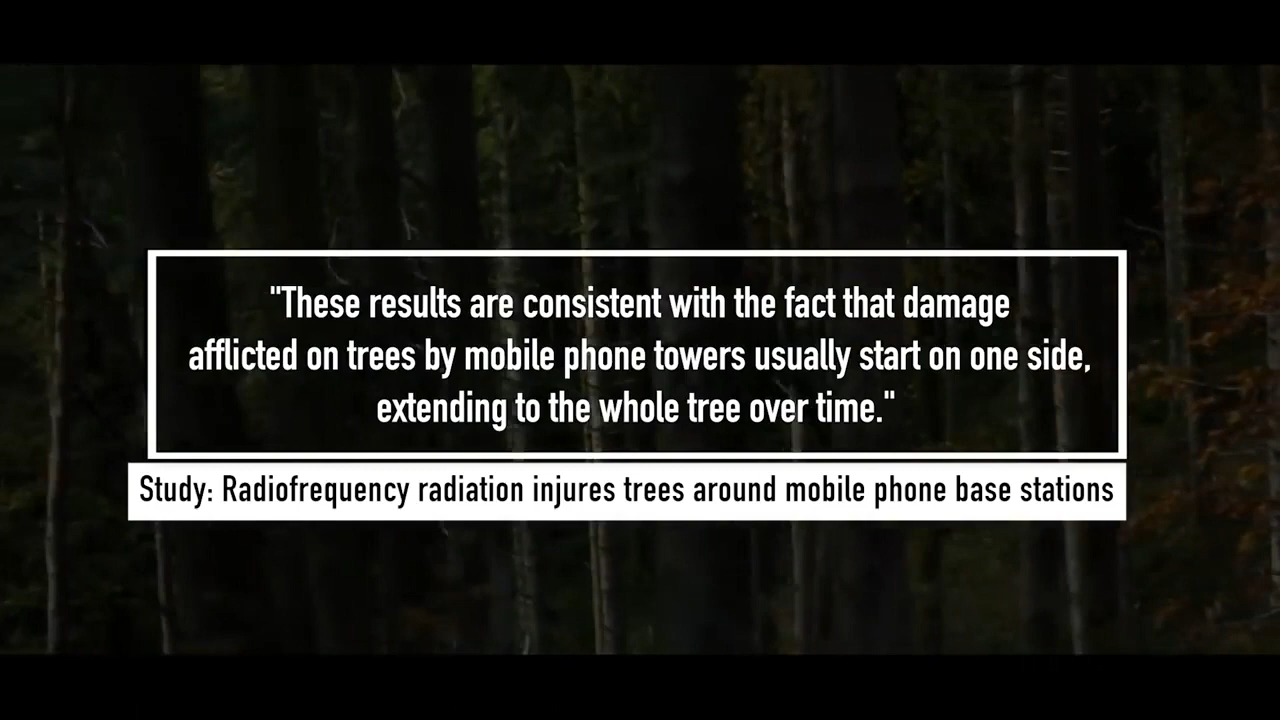 "These results are consistent with the fact that damage
afflicted on trees by mobile phone towers usually start on one side,
extending to the whole tree over time."
Study: Radiofrequency radiation injures trees around mobile phone base stations